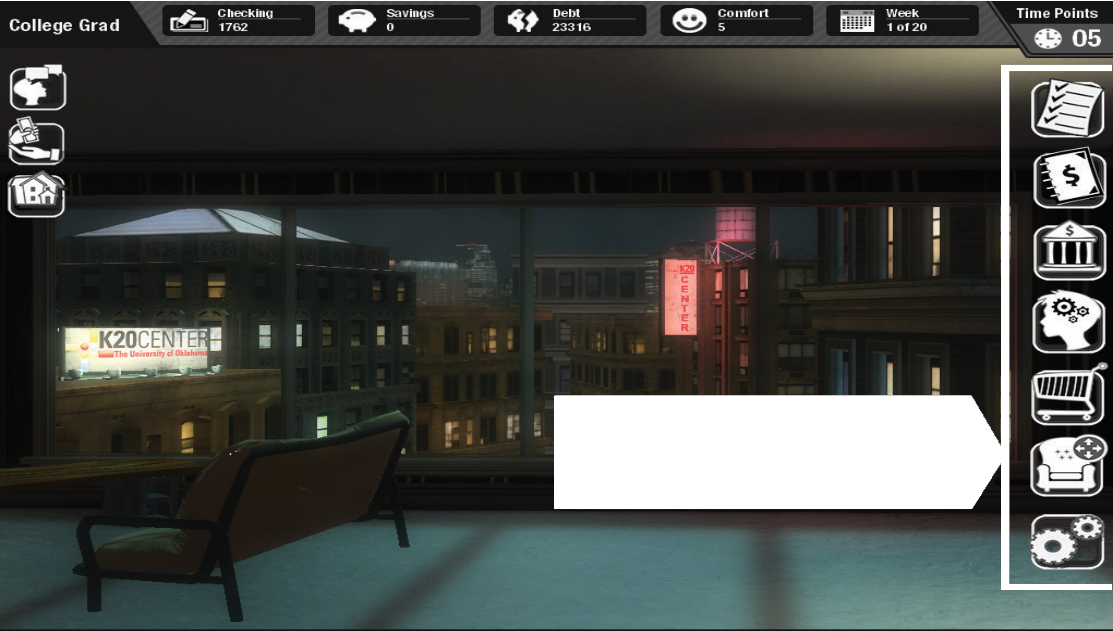 College Grad
Checking
1762
Savings
0
Debt
23316
Comfort
5
Week
1 of 20
Time Points
05
$
$
K20
CENTER
K20CENTER
The University of Oklahoma